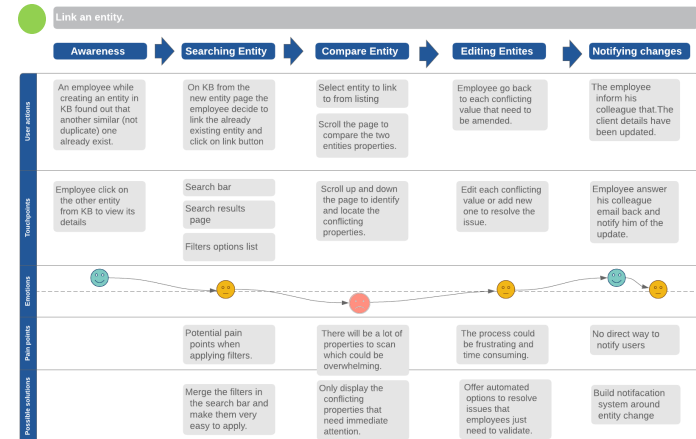 Link an entity.
Awareness
Searching Entity
Compare Entity
Editing Entites
Notifying changes
User actions
An employee while
creating an entity in
KB found out that
another similar (not
duplicate) one
already exist.
On KB from the
new entity page the
employee decide to
link the already
existing entity and
click on link button
Select entity to link
to from listing
Scroll the page to
compare the two
entities properties.
Employee go back
to each conflicting
value that need to
be amended.
The employee
inform his
colleague that.The
client details have
been updated.
Touchpoints
Employee click on
the other entity
from KB to view its
details
Search bar
Search results
page
Filters options list
Scroll up and down
the page to identify
and locate the
conflicting
properties.
Edit each conflicting
value or add new
one to resolve the
issue.
Employee answer
his colleague
email back and
notify him of the
update.
Emotions
Pain points
Potential pain
points when
applying filters.
There will be a lot of
properties to scan
which could be
overwhelming.
The process could
be frustrating and
time consuming.
No direct way to
notify users
Possible solutions
Merge the filters in
the search bar and
make them very
easy to apply.
Only display the
conflicting
properties that
need immediate
attention.
Offer automated
options to resolve
issues that
employees just
need to validate.
Build notifacation
system around
entity change